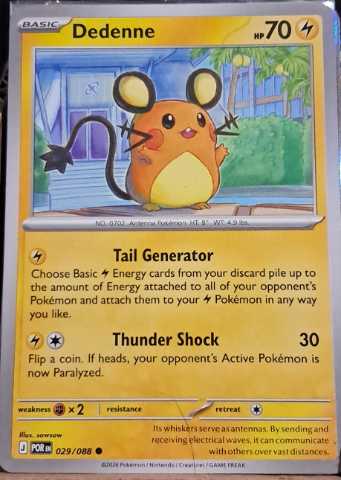 BASIC
Dedenne
HP 70
NO. 0702 Antenna Pokémon HT: 8" WT: 4.9 lbs.
Tail Generator
Choose Basic Energy cards from your discard pile up to
the amount of Energy attached to all of your opponent's
Pokémon and attach them to your Pokémon in any way
you like.
Thunder Shock 30
Flip a coin. If heads, your opponent's Active Pokémon is
now Paralyzed.
weakness ×2 resistance retreat
Illus. sowsow
J POR EN 029/088
Its whiskers serve as antennas. By sending and
receiving electrical waves, it can communicate
with others over vast distances.
©2026 Pokémon / Nintendo / Creatures / GAME FREAK